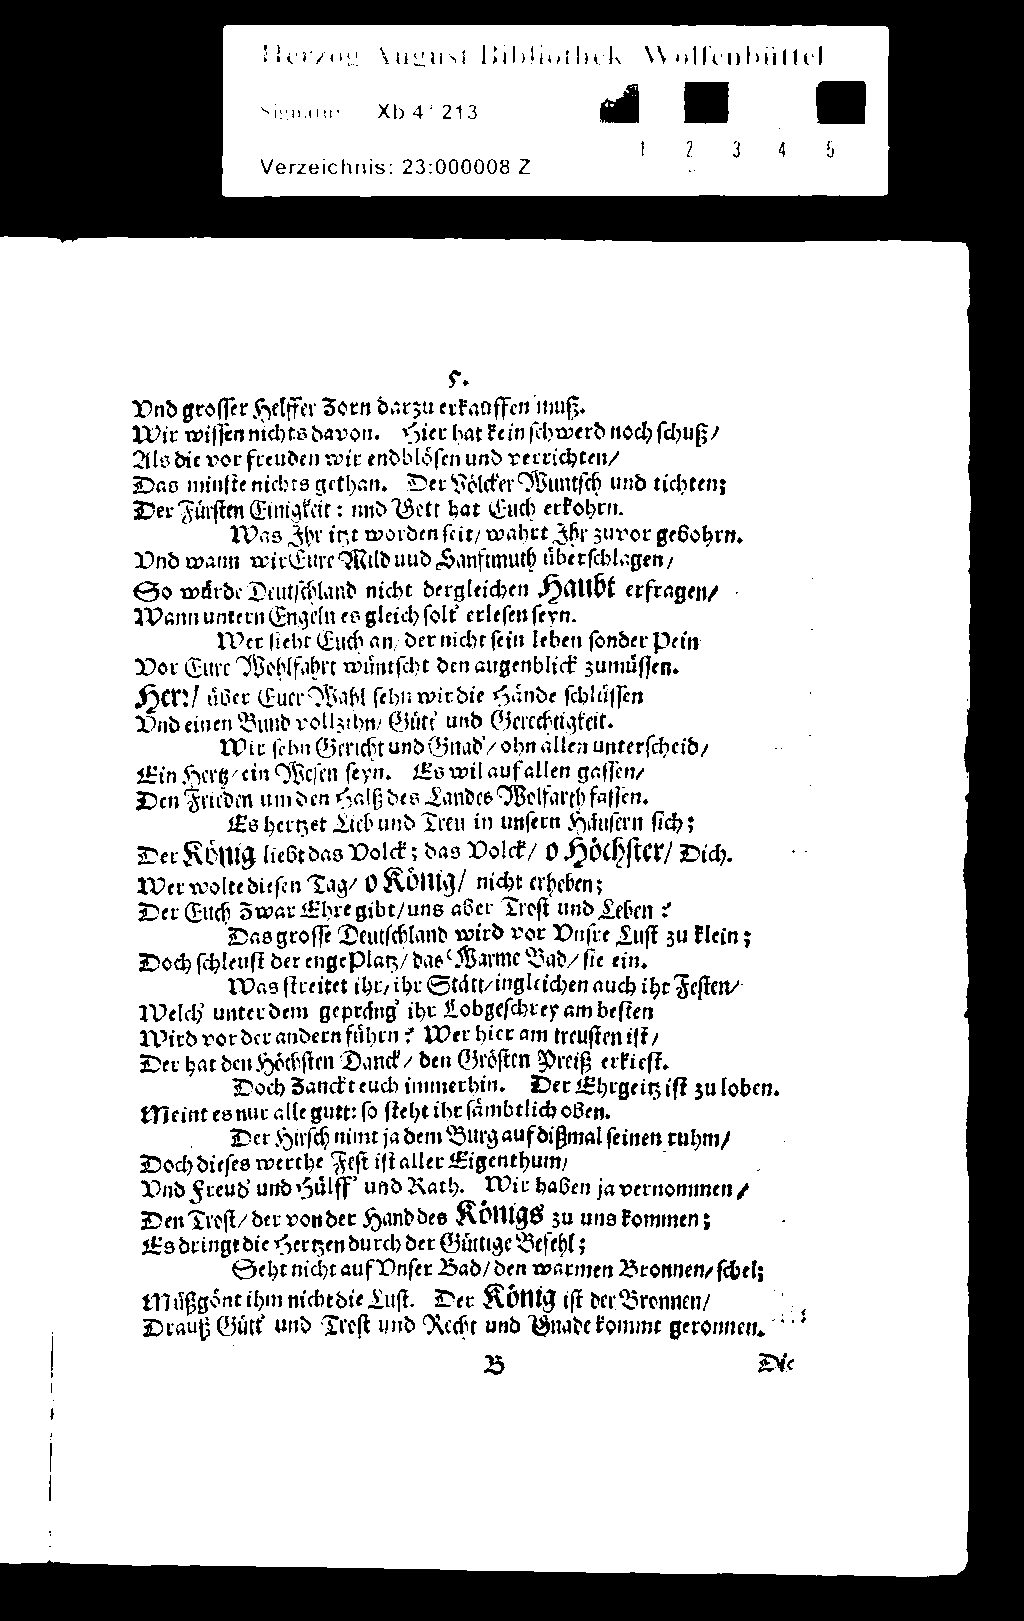 Herzog August Bibliothek Wolfenbüttel
Signatur Xb 4° 213
1 2 3 4 5
Verzeichnis: 23:000008 Z
5.
Vnd grosser Helffer Zorn darzu erkauffen muß.
Wir wissen nichts davon. Hier hat kein schwerd noch schuß/
Als die vor freuden wir endblösen und verrichten/
Das minste nichts gethan. Der Völcker Wuntsch und tichten;
Der Fürsten Einigkeit: und Gott hat Euch erkohrn.
Was Ihr itzt worden seit/ wahrt Ihr zuvor gebohrn.
Vnd wann wir Eure Mild und Sanftmuth überschlagen/
So würde Deutschland nicht dergleichen Haubt erfragen/
Wann untern Engeln es gleich solt' erlesen seyn.
Wer sieht Euch an/ der nicht sein leben sonder Pein
Vor Eure Wohlfahrt wüntscht den augenblick zumüssen.
Herr/ über Euer Wahl sehn wir die Hände schlüssen
Vnd einen Bund vollzihn/ Gütt' und Gerechtigkeit.
Wir sehn Gericht und Gnad'/ ohn allen unterscheid/
Ein Hertz/ ein Wesen seyn. Es wil auf allen gassen/
Den Frieden um den Halß des Landes Wolfarth fassen.
Es hertzet Lieb und Treu in unsern Häusern sich;
Der König liebt das Volck; das Volck/ o Höchster/ Dich.
Wer wolte diesen Tag/ o König/ nicht erheben;
Der Euch zwar Ehre gibt/ uns aber Trost und Leben?
Das grosse Deutschland wird vor Vnsre Lust zu klein;
Doch schleust der enge Platz/ das Warme Bad/ sie ein.
Was streitet ihr/ ihr Stätt/ ingleichen auch ihr Festen/
Welch' unter dem gepräng' ihr Lobgeschrey am besten
Wird vor der andern führn? Wer hier am treusten ist/
Der hat den Höchsten Danck/ den Grösten Preiß erkiest.
Doch Zanckt euch immerhin. Der Ehrgeitz ist zu loben.
Meint es nur alle gutt: so steht ihr sämbtlich oben.
Der Hirsch nimt ja dem Burg auf dißmal seinen ruhm/
Doch dieses werthe Fest ist aller Eigenthum/
Vnd Freud' und Hülff' und Rath. Wir haben ja vernommen/
Den Trost/ der von der Hand des Königs zu uns kommen;
Es dringt die Hertzen durch der Güttige Befehl;
Seht nicht auf Vnser Bad/ den warmen Bronnen/ schel;
Mißgönt ihm nicht die Lust. Der König ist der Bronnen/
Drauß Gütt' und Trost und Recht und Gnade kommt geronnen.
B Die